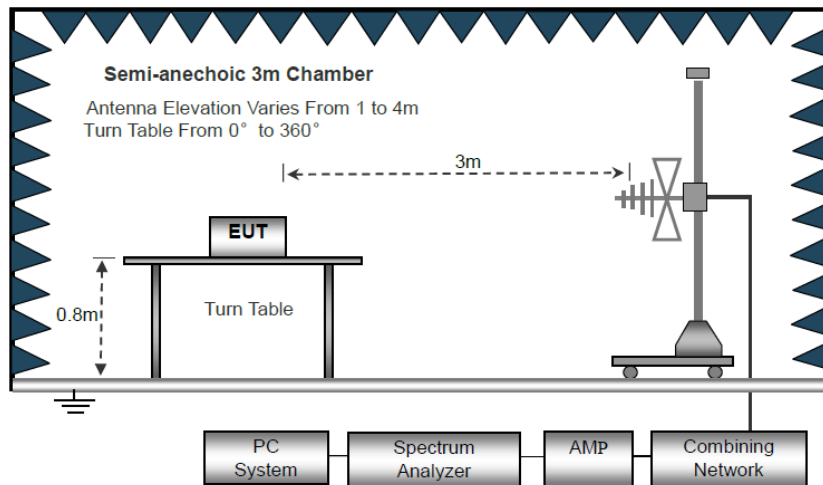 Semi-anechoic 3m Chamber
Antenna Elevation Varies From 1 to 4m
Turn Table From 0° to 360°
3m
EUT
0.8m
Turn Table
PC
System
Spectrum
Analyzer
AMP
Combining
Network